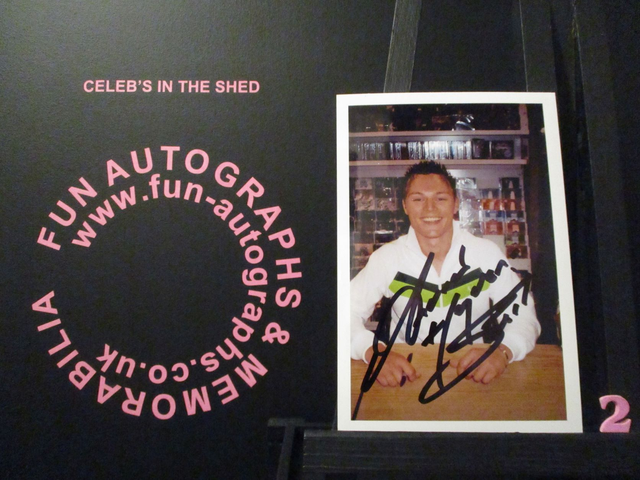 CELEB'S IN THE SHED
FUN AUTOGRAPHS & MEMORABILIA
www.fun-autographs.co.uk
2